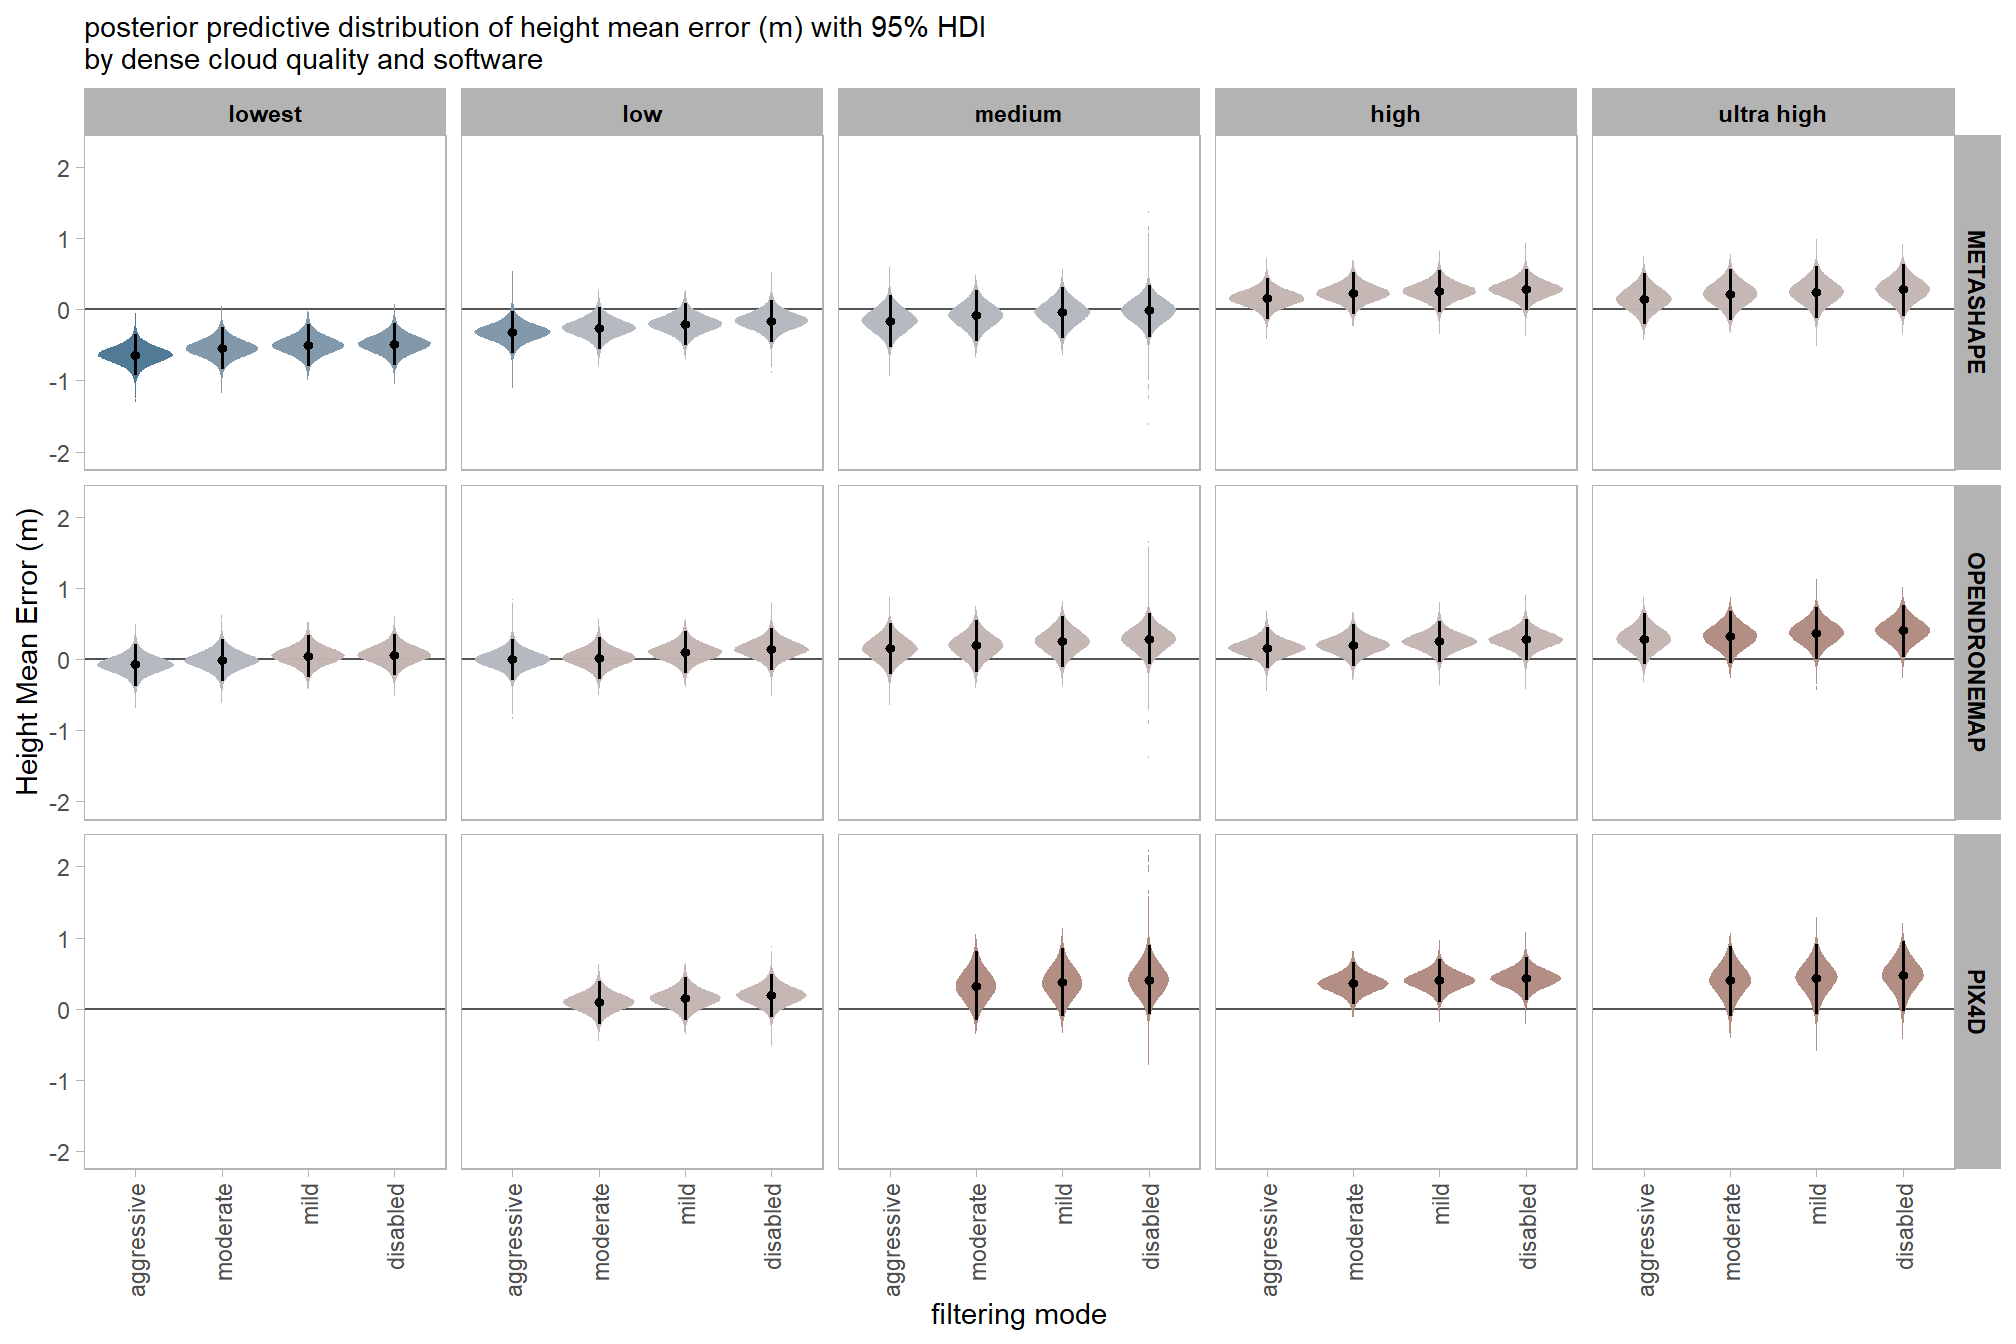 posterior predictive distribution of height mean error (m) with 95% HDI
by dense cloud quality and software
lowest
low
medium
high
ultra high
Height Mean Error (m)
2
1
0
-1
-2
METASHAPE
2
1
0
-1
-2
OPENDRONEMAP
2
1
0
-1
-2
PIX4D
aggressive
moderate
mild
disabled
aggressive
moderate
mild
disabled
aggressive
moderate
mild
disabled
aggressive
moderate
mild
disabled
aggressive
moderate
mild
disabled
filtering mode